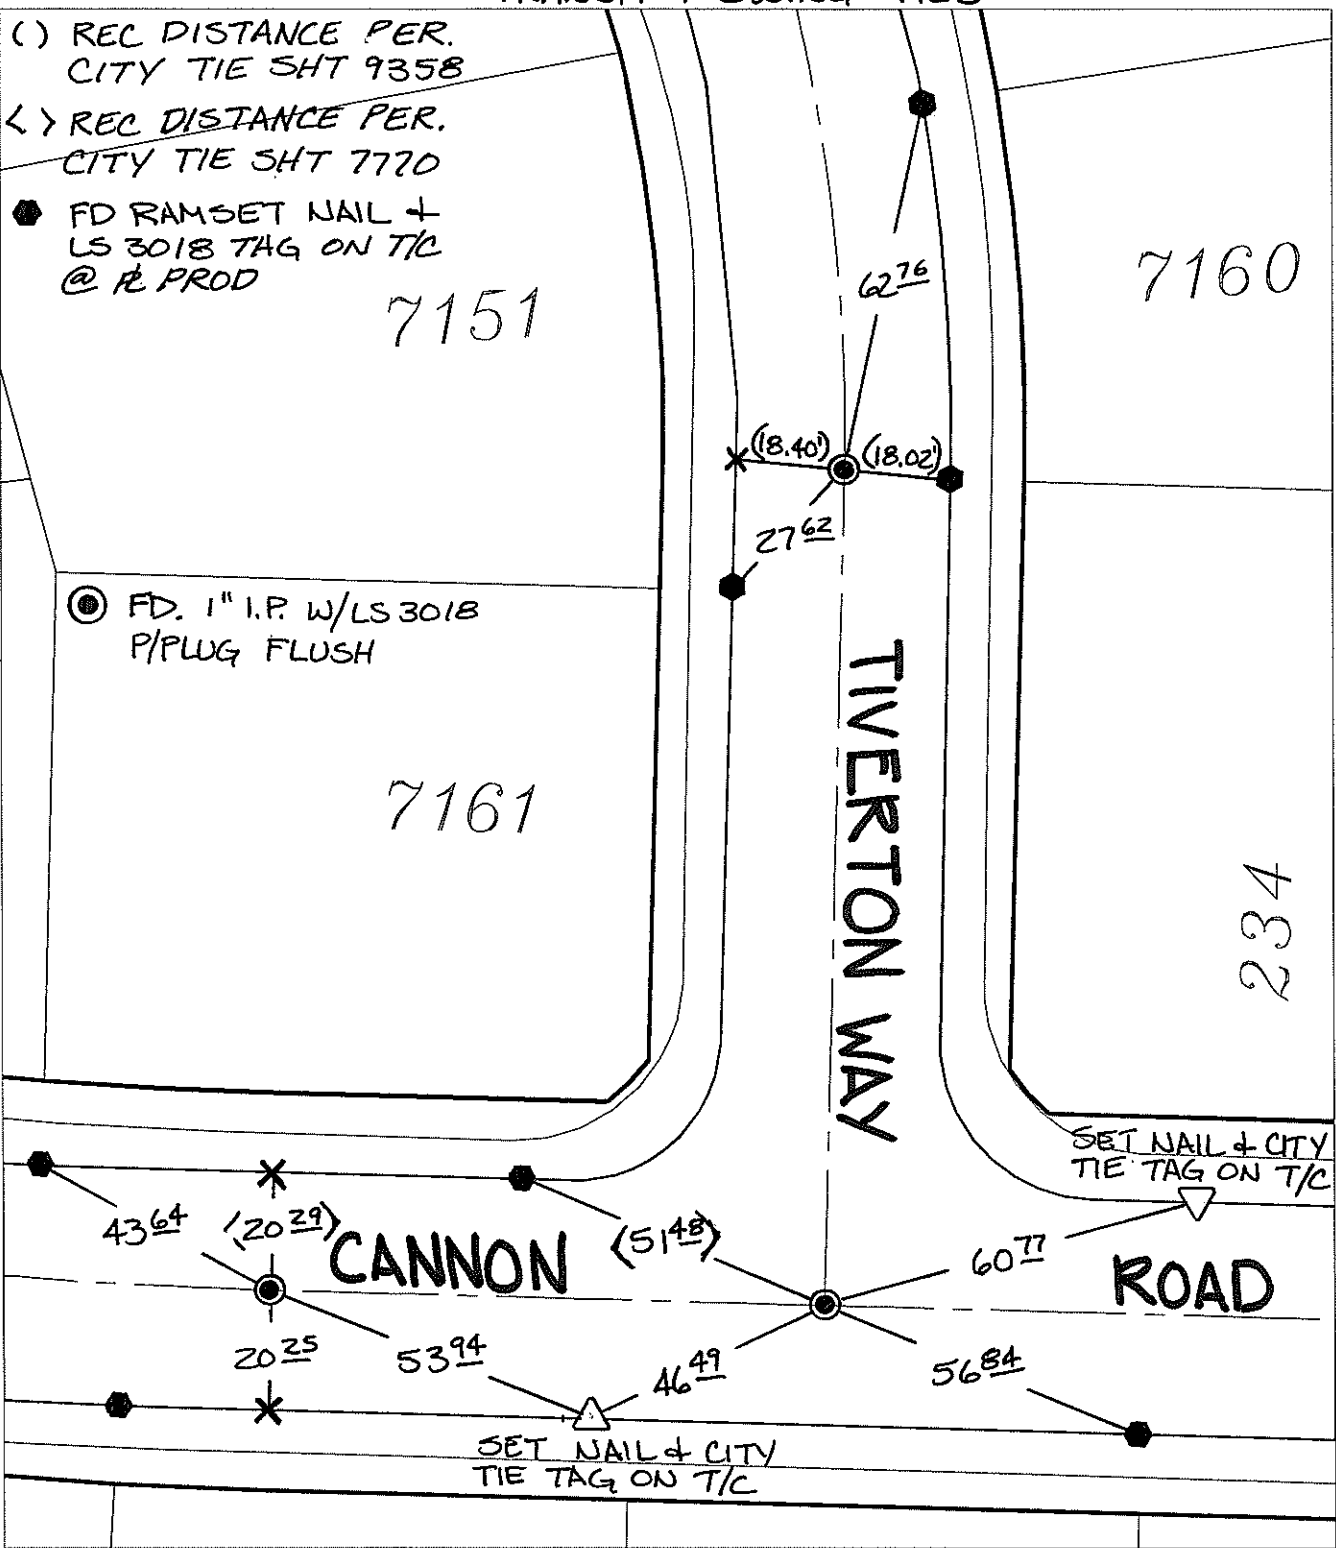 () REC DISTANCE PER.
CITY TIE SHT 9358
<> REC DISTANCE PER.
CITY TIE SHT 7770
FD RAMSET NAIL &
LS 3018 TAG ON T/C
@ PL PROD
7151
7160
62 76
(18.40')
(18.02')
27 62
FD. 1" I.P. W/LS 3018
P/PLUG FLUSH
TIVERTON WAY
7161
234
SET NAIL & CITY
TIE TAG ON T/C
43 64
<20 29>
CANNON
<51 48>
60 77
ROAD
20 25
53 94
46 49
56 84
SET NAIL & CITY
TIE TAG ON T/C